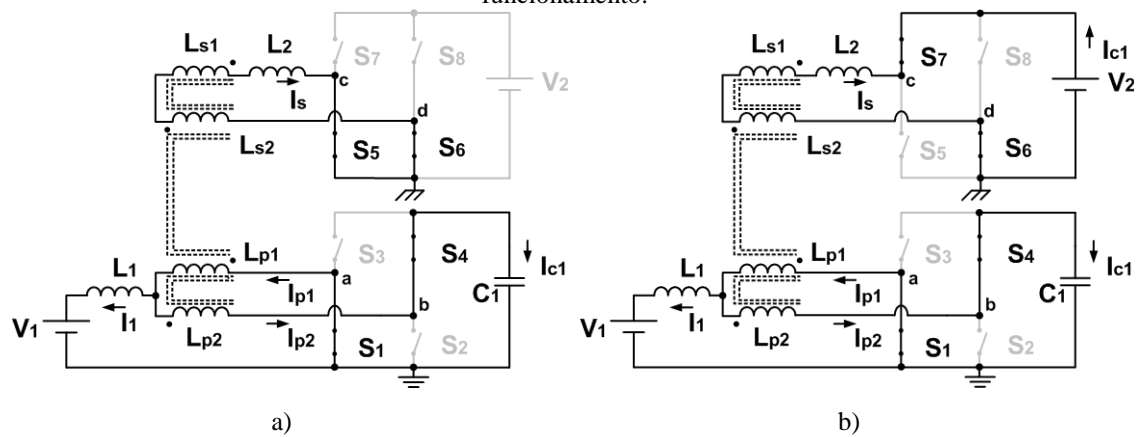 funcionamento.
Ls1 L2 S7 S8 V2
Is c
d
Ls2 S5 S6
Lp1 S3 S4
L1 a Ic1
Ip1 C1
V1 I1 b
Lp2 Ip2 S1 S2
a)
Ls1 L2 S7 S8 Ic1
Is c V2
d
Ls2 S5 S6
Lp1 S3 S4
L1 a Ic1
Ip1 C1
V1 I1 b
Lp2 Ip2 S1 S2
b)